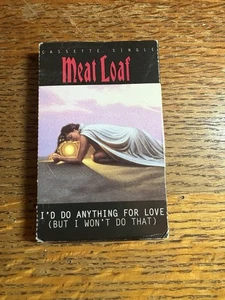 CASSETTE SINGLE
Meat Loaf
I'D DO ANYTHING FOR LOVE
(BUT I WON'T DO THAT)